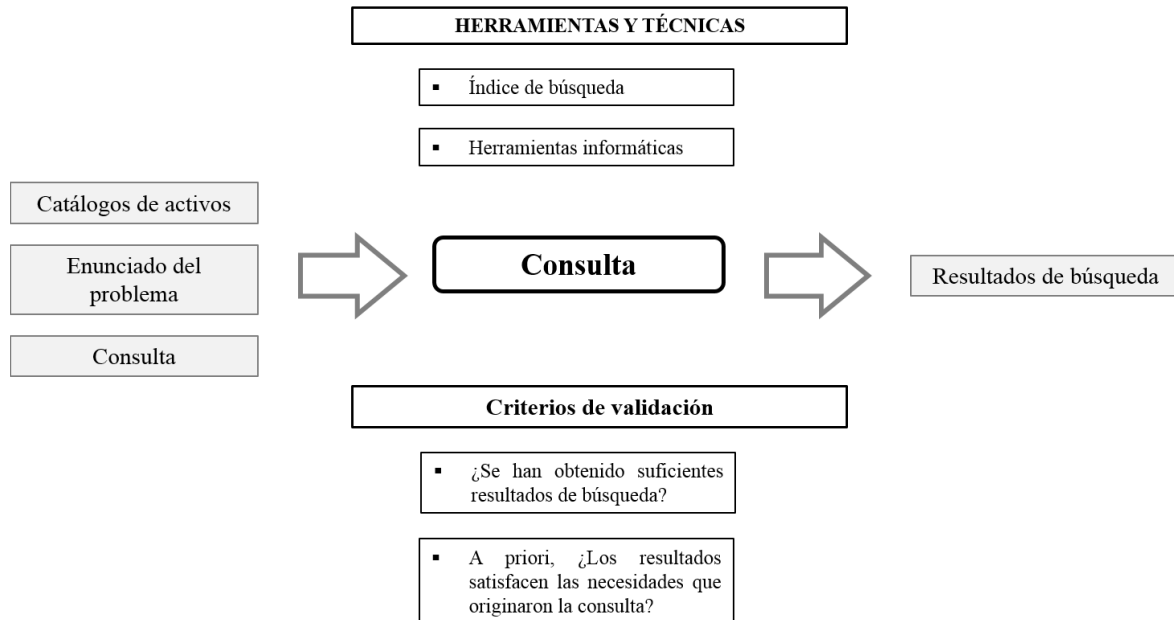 HERRAMIENTAS Y TÉCNICAS
▪ Índice de búsqueda
▪ Herramientas informáticas
Catálogos de activos
Enunciado del
problema
Consulta
Consulta
Resultados de búsqueda
Criterios de validación
▪ ¿Se han obtenido suficientes
resultados de búsqueda?
▪ A priori, ¿Los resultados
satisfacen las necesidades que
originaron la consulta?